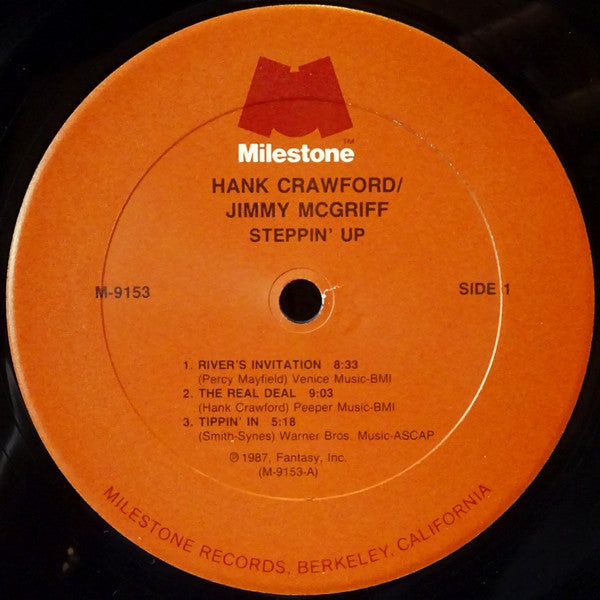 ™
Milestone
HANK CRAWFORD/
JIMMY MCGRIFF
STEPPIN' UP
M-9153
SIDE 1
1. RIVER'S INVITATION 8:33
(Percy Mayfield) Venice Music-BMI
2. THE REAL DEAL 9:03
(Hank Crawford) Peeper Music-BMI
3. TIPPIN' IN 5:18
(Smith-Synes) Warner Bros. Music-ASCAP
℗ 1987, Fantasy, Inc.
(M-9153-A)
MILESTONE RECORDS, BERKELEY, CALIFORNIA